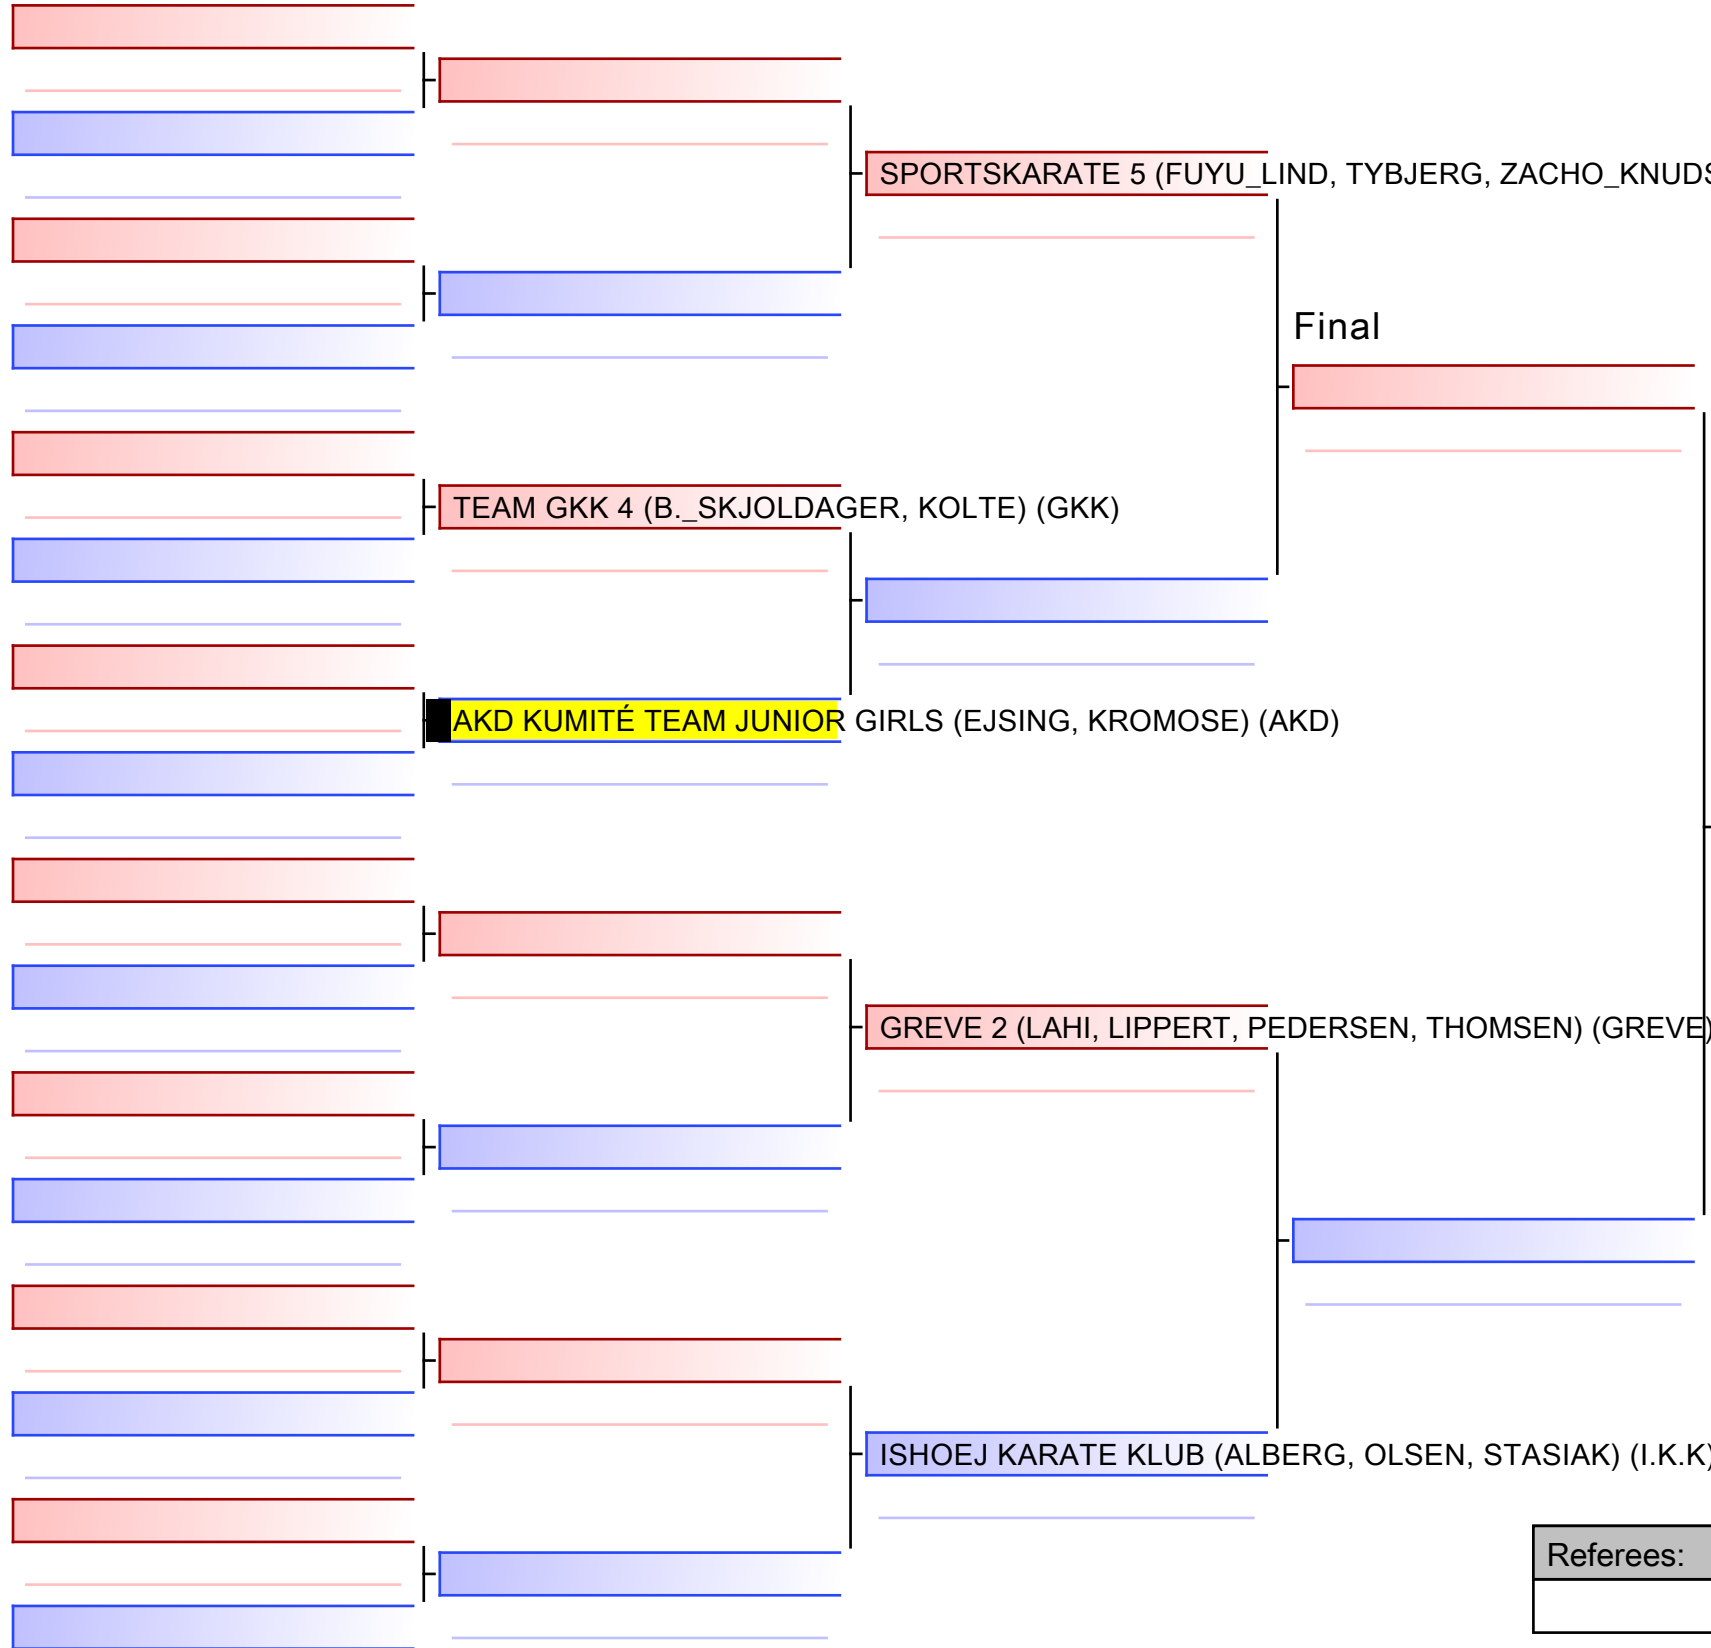 SPORTSKARATE 5 (FUYU_LIND, TYBJERG,
Final
TEAM GKK 4 (B._SKJOLDAGER, KOLTE) (GKK)
AKD KUMITÉ TEAM JUNIOR GIRLS (EJSING, KROMOSE) (AKD)
GREVE 2 (LAHI, LIPPERT, PEDERSEN, THOMSEN) (GREVE)
ISHOEJ KARATE KLUB (ALBERG, OLSEN, STASIAK) (I.K.K)
Referees: